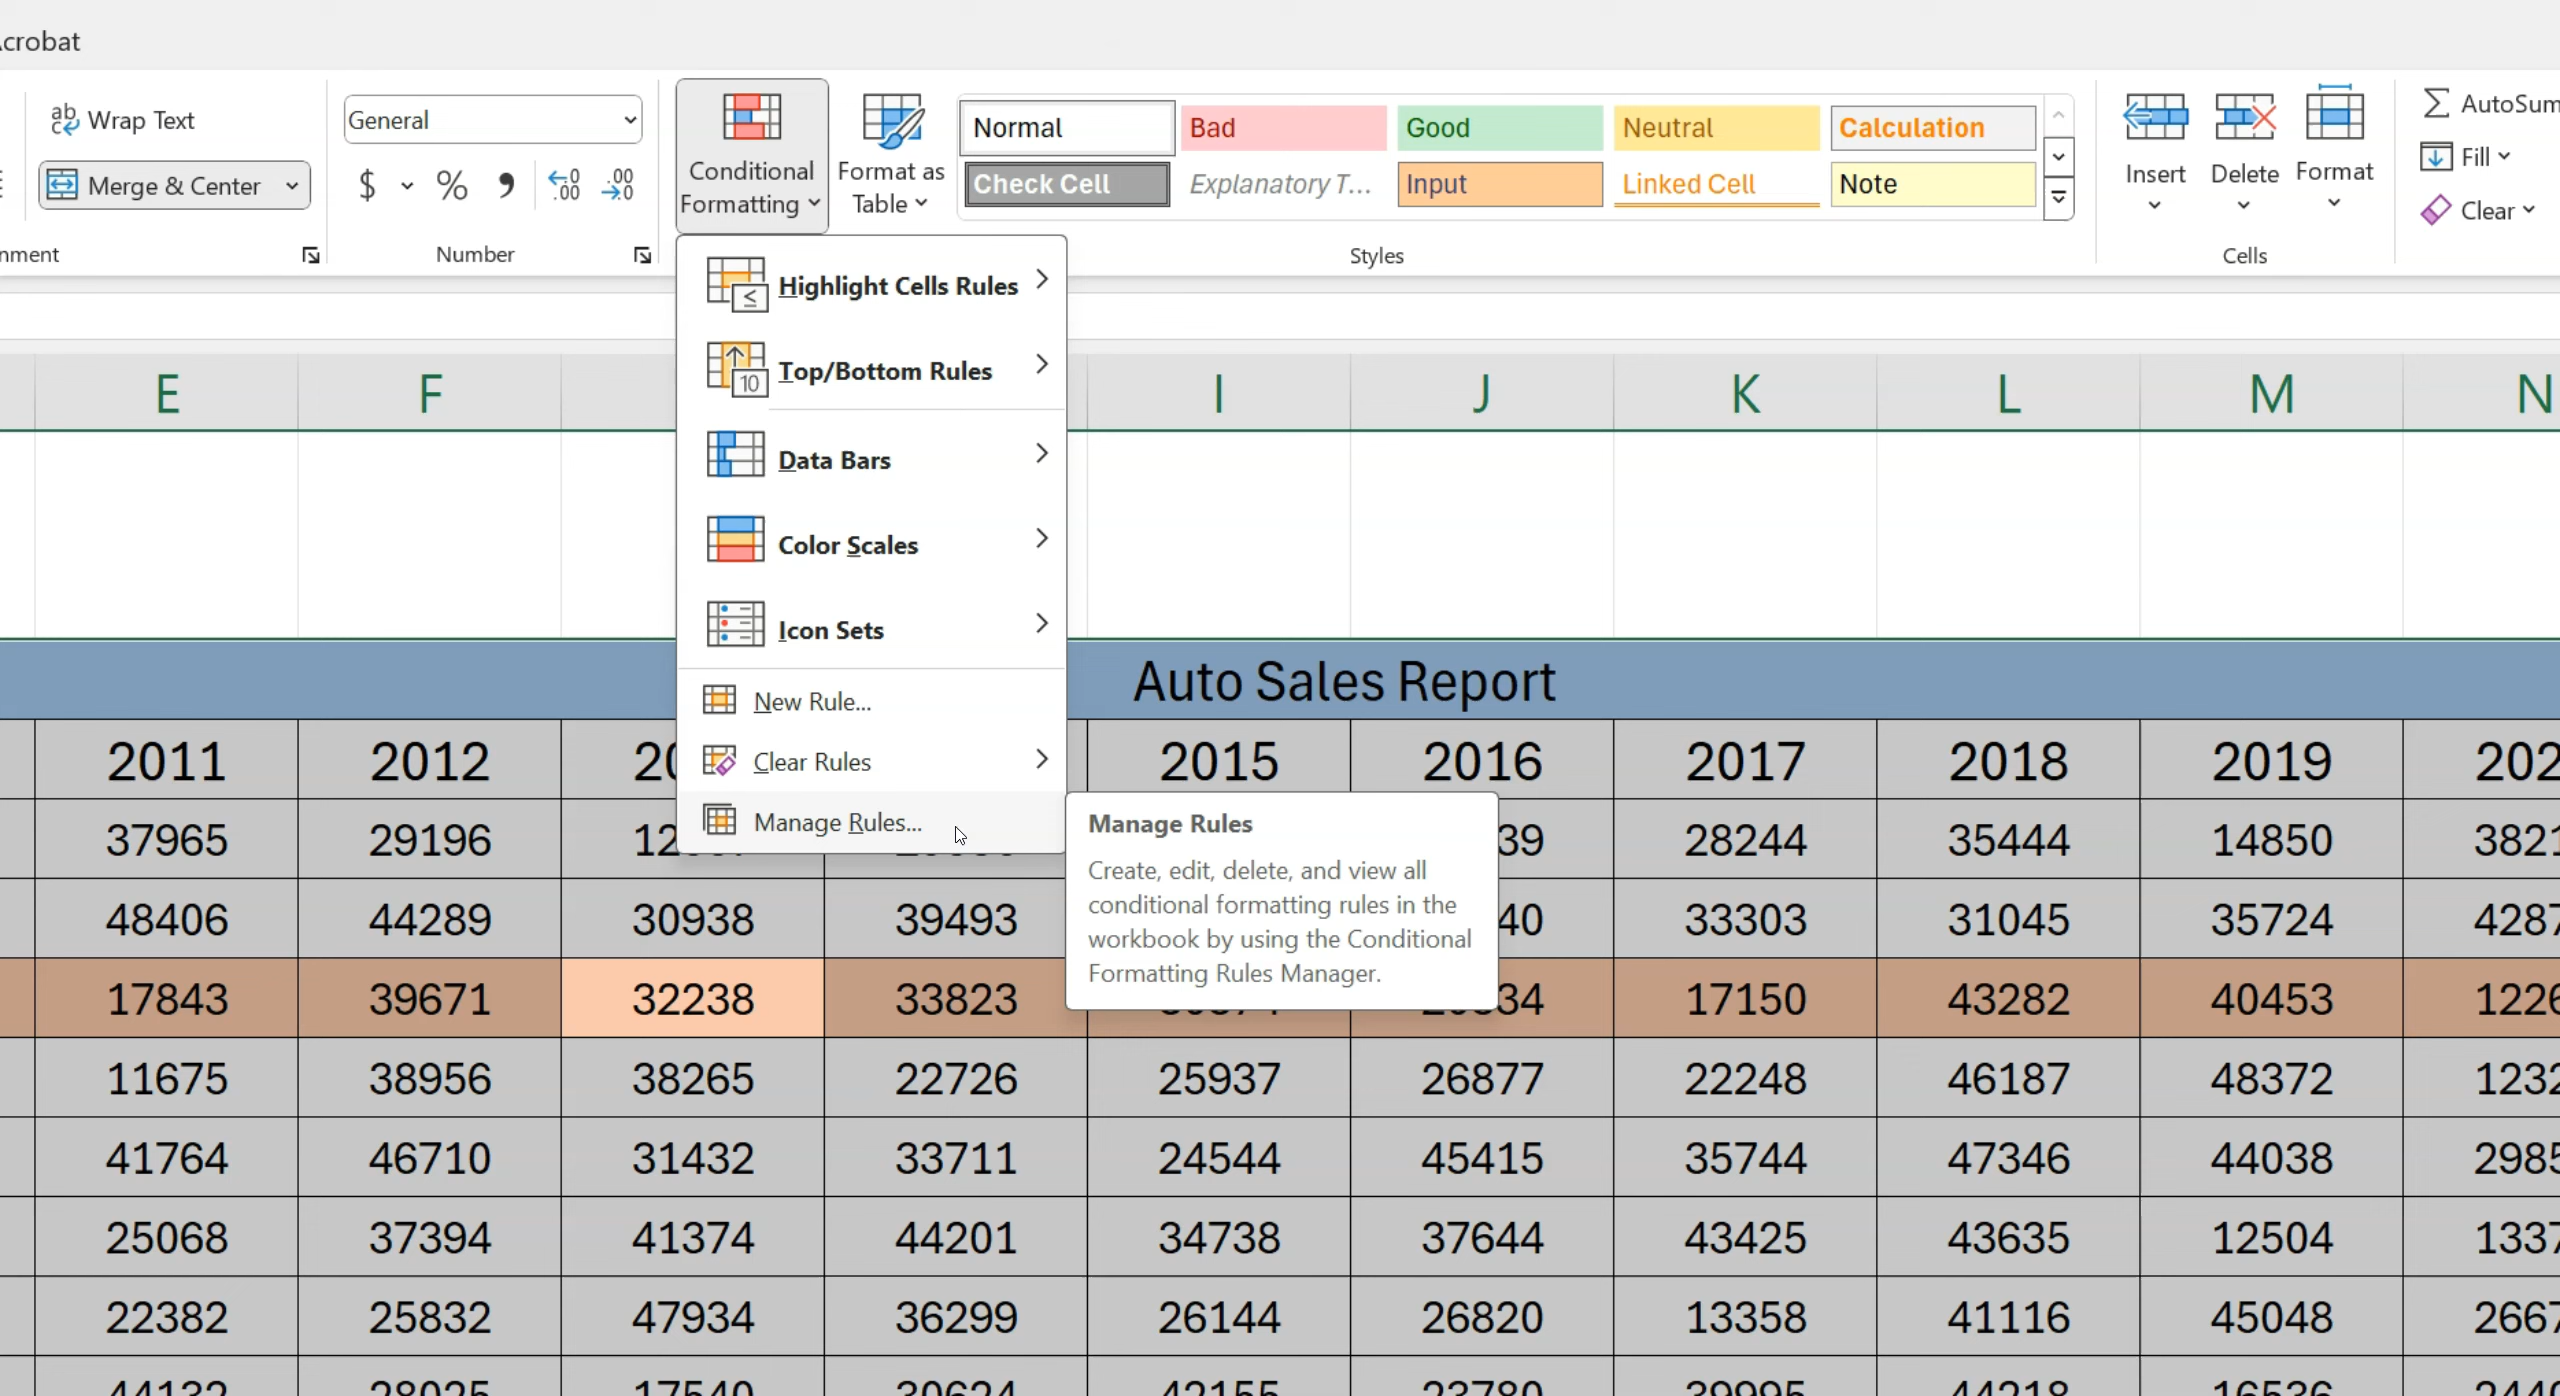 Acrobat
Wrap Text
General
Conditional Formatting
Format as Table
Normal Bad Good Neutral Calculation
Insert Delete Format
AutoSum
Merge & Center
$ % 9 .00 .00
Check Cell Explanatory T... Input Linked Cell Note
Fill
Clear
Number
Styles
Cells
Highlight Cells Rules
Top/Bottom Rules
Data Bars
Color Scales
Icon Sets
New Rule...
Clear Rules
Manage Rules...
Manage Rules
Create, edit, delete, and view all
conditional formatting rules in the
workbook by using the Conditional
Formatting Rules Manager.
E F I J K L M N
Auto Sales Report
2011 2012 2015 2016 2017 2018 2019
37965 29196 28244 35444 14850
48406 44289 30938 39493 33303 31045 35724
17843 39671 32238 33823 17150 43282 40453
11675 38956 38265 22726 25937 26877 22248 46187 48372
41764 46710 31432 33711 24544 45415 35744 47346 44038
25068 37394 41374 44201 34738 37644 43425 43635 12504
22382 25832 47934 36299 26144 26820 13358 41116 45048